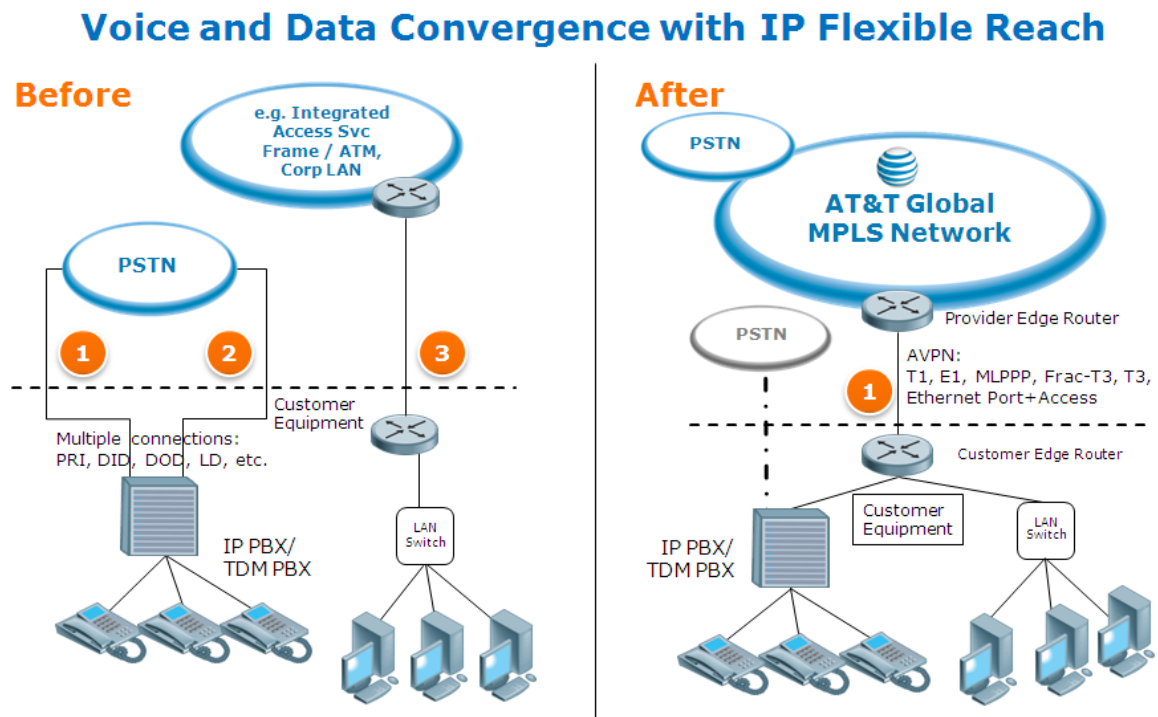 Voice and Data Convergence with IP Flexible Reach
Before
e.g. Integrated
Access Svc
Frame / ATM,
Corp LAN
PSTN
1
2
3
Customer
Equipment
Multiple connections:
PRI, DID, DOD, LD, etc.
IP PBX/
TDM PBX
LAN
Switch
After
PSTN
AT&T Global
MPLS Network
Provider Edge Router
PSTN
AVPN:
T1, E1, MLPPP, Frac-T3, T3,
Ethernet Port+Access
1
Customer Edge Router
Customer
Equipment
IP PBX/
TDM PBX
LAN
Switch